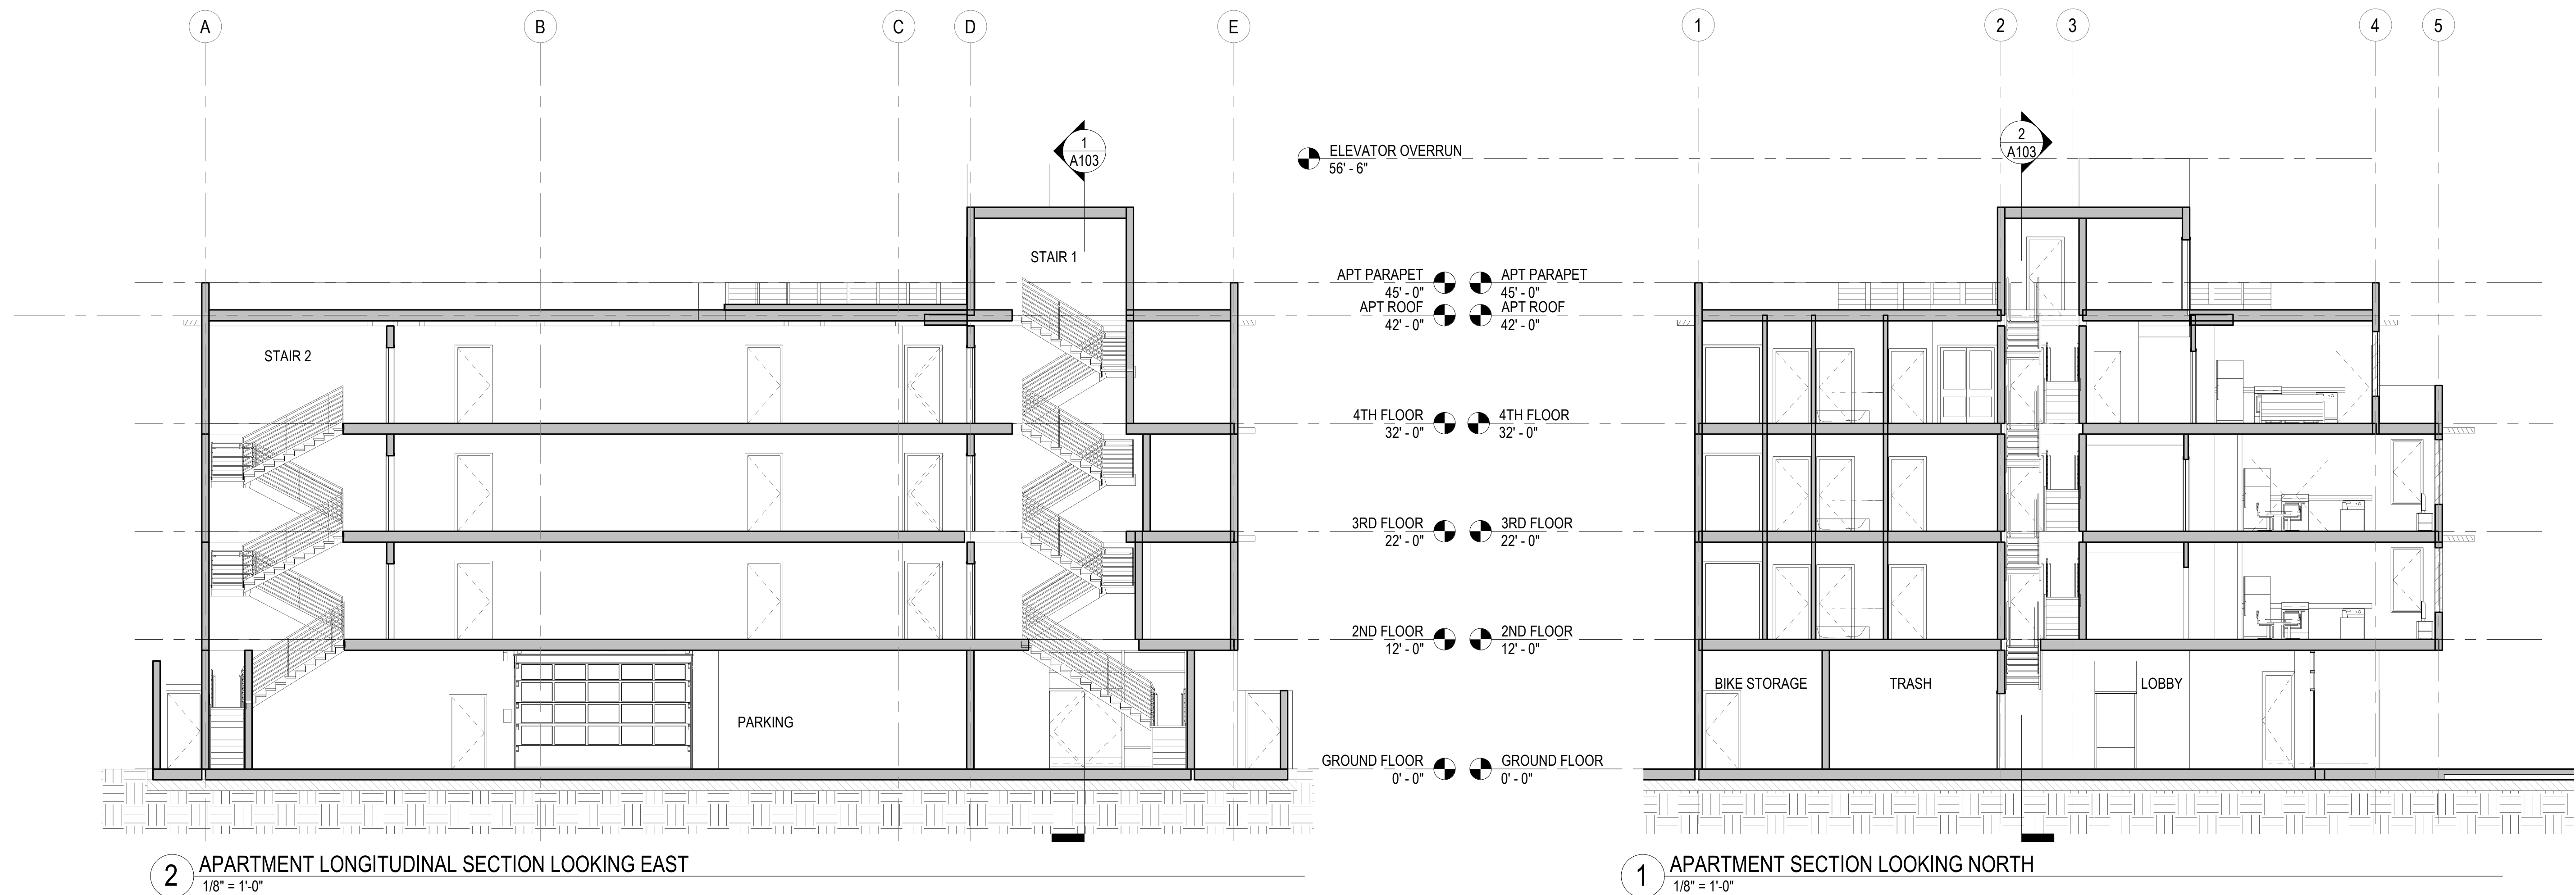 A
B
C
D
E
1
2
3
4
5
1
A103
2
A103
ELEVATOR OVERRUN
56' - 6"
STAIR 1
APT PARAPET
45' - 0"
APT PARAPET
45' - 0"
APT ROOF
42' - 0"
APT ROOF
42' - 0"
STAIR 2
4TH FLOOR
32' - 0"
4TH FLOOR
32' - 0"
3RD FLOOR
22' - 0"
3RD FLOOR
22' - 0"
2ND FLOOR
12' - 0"
2ND FLOOR
12' - 0"
BIKE STORAGE
TRASH
LOBBY
PARKING
GROUND FLOOR
0' - 0"
GROUND FLOOR
0' - 0"
2
APARTMENT LONGITUDINAL SECTION LOOKING EAST
1/8" = 1'-0"
1
APARTMENT SECTION LOOKING NORTH
1/8" = 1'-0"